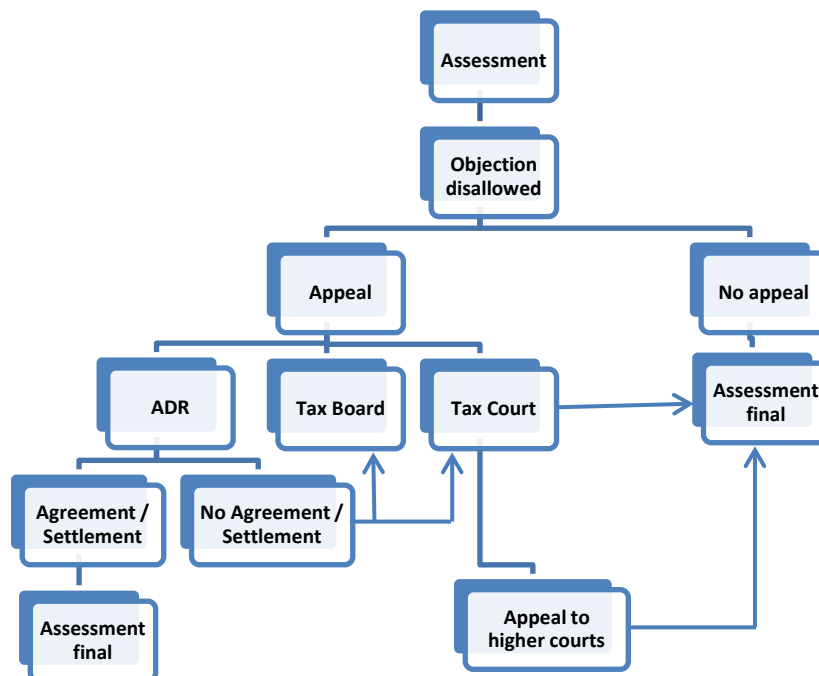 Assessment
Objection
disallowed
Appeal
No appeal
ADR
Tax Board
Tax Court
Assessment
final
Agreement /
Settlement
No Agreement /
Settlement
Assessment
final
Appeal to
higher courts